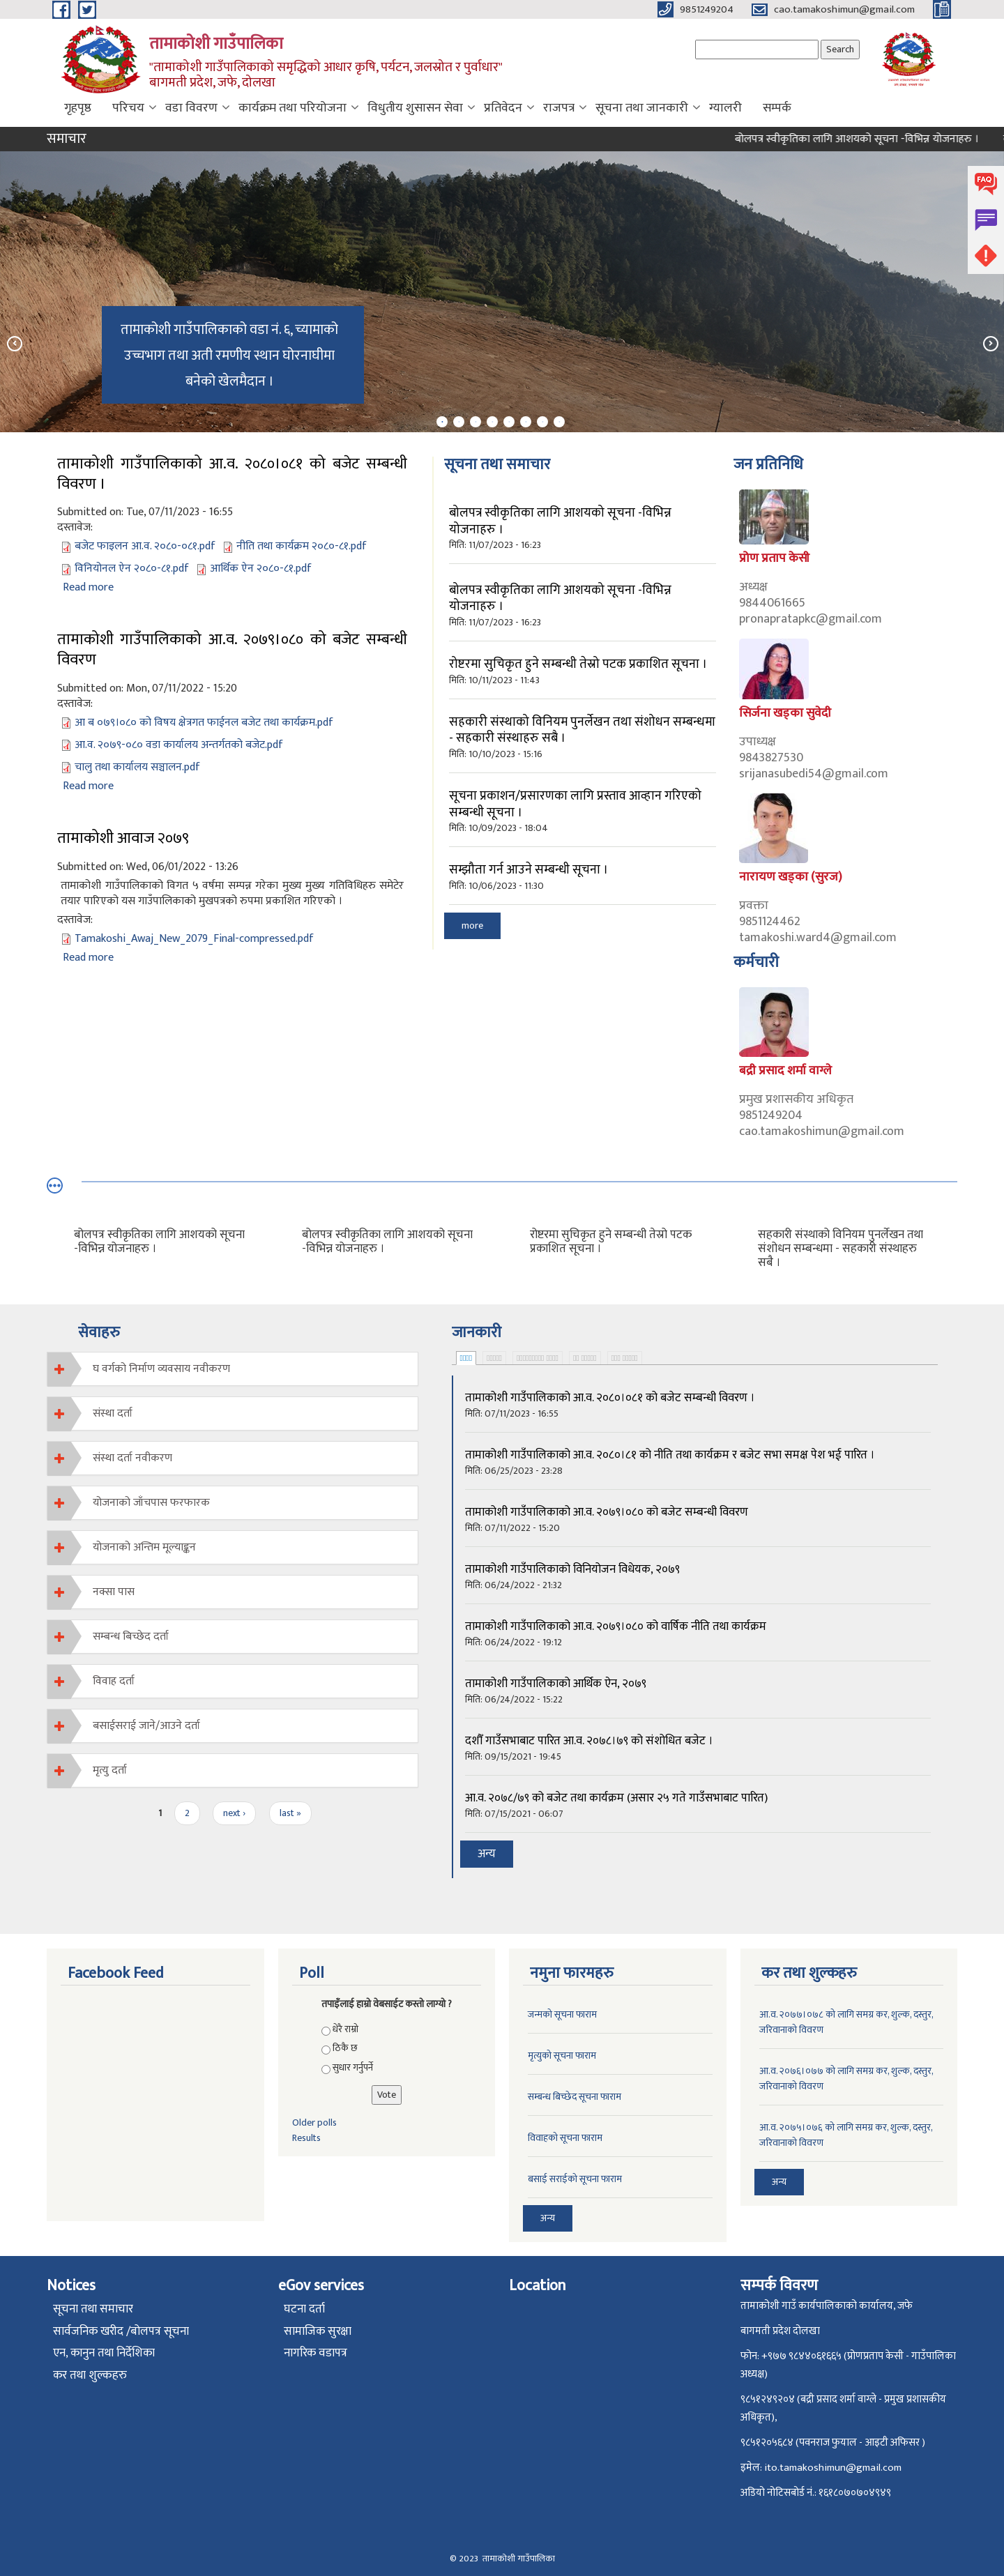 9851249204
cao.tamakoshimun@gmail.com
तामाकोशी गाउँपालिका
"तामाकोशी गाउँपालिकाको समृद्धिको आधार कृषि, पर्यटन, जलस्रोत र पुर्वाधार"
बागमती प्रदेश, जफे, दोलखा
Search
गृहपृष्ठ परिचय वडा विवरण कार्यक्रम तथा परियोजना विधुतीय शुसासन सेवा प्रतिवेदन राजपत्र सूचना तथा जानकारी ग्यालरी सम्पर्क
समाचार
बोलपत्र स्वीकृतिका लागि आशयको सूचना -विभिन्न योजनाहरु ।
FAQ
तामाकोशी गाउँपालिकाको वडा नं. ६, च्यामाको
उच्चभाग तथा अती रमणीय स्थान घोरनाघीमा
बनेको खेलमैदान ।
तामाकोशी गाउँपालिकाको आ.व. २०८०।०८१ को बजेट सम्बन्धी
विवरण ।
Submitted on: Tue, 07/11/2023 - 16:55
दस्तावेज:
बजेट फाइलन आ.व. २०८०-०८१.pdf नीति तथा कार्यक्रम २०८०-८१.pdf
विनियोनल ऐन २०८०-८१.pdf आर्थिक ऐन २०८०-८१.pdf
Read more
तामाकोशी गाउँपालिकाको आ.व. २०७९।०८० को बजेट सम्बन्धी
विवरण
Submitted on: Mon, 07/11/2022 - 15:20
दस्तावेज:
आ ब ०७९।०८० को विषय क्षेत्रगत फाईनल बजेट तथा कार्यक्रम.pdf
आ.व. २०७९-०८० वडा कार्यालय अन्तर्गतको बजेट.pdf
चालु तथा कार्यालय सञ्चालन.pdf
Read more
तामाकोशी आवाज २०७९
Submitted on: Wed, 06/01/2022 - 13:26
तामाकोशी गाउँपालिकाको विगत ५ वर्षमा सम्पन्न गरेका मुख्य मुख्य गतिविधिहरु समेटेर
तयार पारिएको यस गाउँपालिकाको मुखपत्रको रुपमा प्रकाशित गरिएको ।
दस्तावेज:
Tamakoshi_Awaj_New_2079_Final-compressed.pdf
Read more
सूचना तथा समाचार
बोलपत्र स्वीकृतिका लागि आशयको सूचना -विभिन्न
योजनाहरु ।
मिति: 11/07/2023 - 16:23
बोलपत्र स्वीकृतिका लागि आशयको सूचना -विभिन्न
योजनाहरु ।
मिति: 11/07/2023 - 16:23
रोष्टरमा सुचिकृत हुने सम्बन्धी तेस्रो पटक प्रकाशित सूचना ।
मिति: 10/11/2023 - 11:43
सहकारी संस्थाको विनियम पुनर्लेखन तथा संशोधन सम्बन्धमा
- सहकारी संस्थाहरु सबै ।
मिति: 10/10/2023 - 15:16
सूचना प्रकाशन/प्रसारणका लागि प्रस्ताव आव्हान गरिएको
सम्बन्धी सूचना ।
मिति: 10/09/2023 - 18:04
सम्झौता गर्न आउने सम्बन्धी सूचना ।
मिति: 10/06/2023 - 11:30
more
जन प्रतिनिधि
प्रोण प्रताप केसी
अध्यक्ष
9844061665
pronapratapkc@gmail.com
सिर्जना खड्का सुवेदी
उपाध्यक्ष
9843827530
srijanasubedi54@gmail.com
नारायण खड्का (सुरज)
प्रवक्ता
9851124462
tamakoshi.ward4@gmail.com
कर्मचारी
बद्री प्रसाद शर्मा वाग्ले
प्रमुख प्रशासकीय अधिकृत
9851249204
cao.tamakoshimun@gmail.com
बोलपत्र स्वीकृतिका लागि आशयको सूचना
-विभिन्न योजनाहरु ।
बोलपत्र स्वीकृतिका लागि आशयको सूचना
-विभिन्न योजनाहरु ।
रोष्टरमा सुचिकृत हुने सम्बन्धी तेस्रो पटक
प्रकाशित सूचना ।
सहकारी संस्थाको विनियम पुनर्लेखन तथा
संशोधन सम्बन्धमा - सहकारी संस्थाहरु
सबै ।
सेवाहरु
घ वर्गको निर्माण व्यवसाय नवीकरण
संस्था दर्ता
संस्था दर्ता नवीकरण
योजनाको जाँचपास फरफारक
योजनाको अन्तिम मूल्याङ्कन
नक्सा पास
सम्बन्ध बिच्छेद दर्ता
विवाह दर्ता
बसाईसराई जाने/आउने दर्ता
मृत्यु दर्ता
1 2 next › last »
जानकारी
तामाकोशी गाउँपालिकाको आ.व. २०८०।०८१ को बजेट सम्बन्धी विवरण ।
मिति: 07/11/2023 - 16:55
तामाकोशी गाउँपालिकाको आ.व. २०८०।८१ को नीति तथा कार्यक्रम र बजेट सभा समक्ष पेश भई पारित ।
मिति: 06/25/2023 - 23:28
तामाकोशी गाउँपालिकाको आ.व. २०७९।०८० को बजेट सम्बन्धी विवरण
मिति: 07/11/2022 - 15:20
तामाकोशी गाउँपालिकाको विनियोजन विधेयक, २०७९
मिति: 06/24/2022 - 21:32
तामाकोशी गाउँपालिकाको आ.व. २०७९।०८० को वार्षिक नीति तथा कार्यक्रम
मिति: 06/24/2022 - 19:12
तामाकोशी गाउँपालिकाको आर्थिक ऐन, २०७९
मिति: 06/24/2022 - 15:22
दशौँ गाउँसभाबाट पारित आ.व. २०७८।७९ को संशोधित बजेट ।
मिति: 09/15/2021 - 19:45
आ.व. २०७८/७९ को बजेट तथा कार्यक्रम (असार २५ गते गाउँसभाबाट पारित)
मिति: 07/15/2021 - 06:07
अन्य
Facebook Feed
Poll
तपाईँलाई हाम्रो वेबसाईट कस्तो लाग्यो ?
धेरै राम्रो
ठिकै छ
सुधार गर्नुपर्ने
Vote
Older polls
Results
नमुना फारमहरु
जन्मको सूचना फाराम
मृत्युको सूचना फाराम
सम्बन्ध बिच्छेद सूचना फाराम
विवाहको सूचना फाराम
बसाई सराईको सूचना फाराम
अन्य
कर तथा शुल्कहरु
आ.व. २०७७।०७८ को लागि समग्र कर, शुल्क, दस्तुर,
जरिवानाको विवरण
आ.व. २०७६।०७७ को लागि समग्र कर, शुल्क, दस्तुर,
जरिवानाको विवरण
आ.व. २०७५।०७६ को लागि समग्र कर, शुल्क, दस्तुर,
जरिवानाको विवरण
अन्य
Notices
सूचना तथा समाचार
सार्वजनिक खरीद /बोलपत्र सूचना
एन, कानुन तथा निर्देशिका
कर तथा शुल्कहरु
eGov services
घटना दर्ता
सामाजिक सुरक्षा
नागरिक वडापत्र
Location
सम्पर्क विवरण
तामाकोशी गाउँ कार्यपालिकाको कार्यालय, जफे
बागमती प्रदेश दोलखा
फोन: +९७७ ९८४४०६१६६५ (प्रोणप्रताप केसी - गाउँपालिका
अध्यक्ष)
९८५१२४९२०४ (बद्री प्रसाद शर्मा वाग्ले - प्रमुख प्रशासकीय
अधिकृत),
९८५१२०५६८४ (पवनराज फुयाल - आइटी अफिसर )
इमेल: ito.tamakoshimun@gmail.com
अडियो नोटिसबोर्ड नं.: १६१८०७०७०४९४९
© 2023 तामाकोशी गाउँपालिका